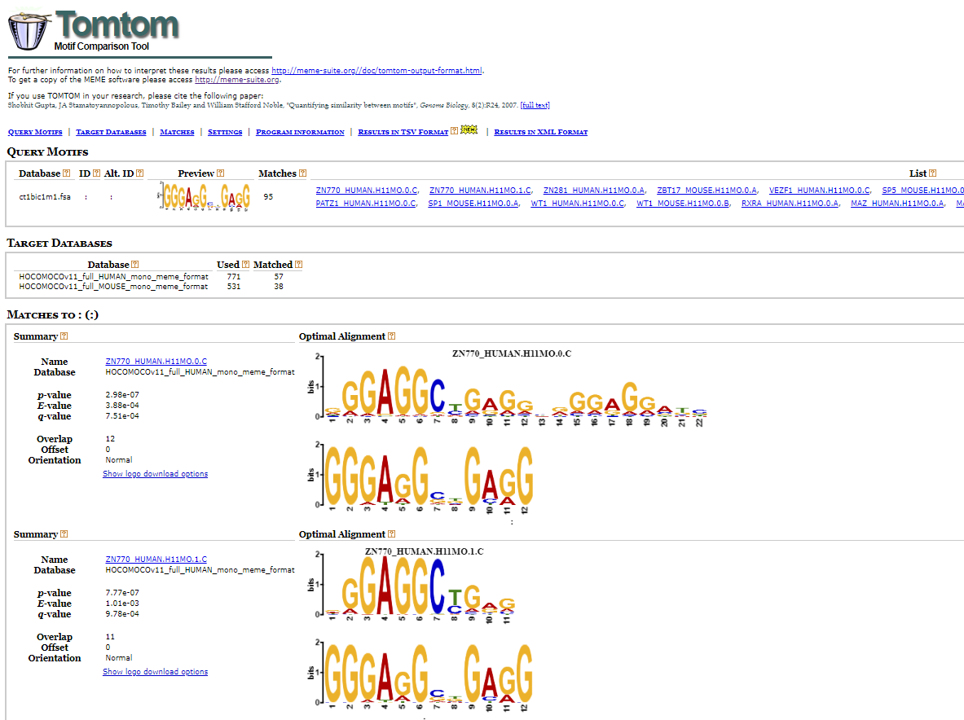 Tomtom
Motif Comparison Tool
For further information on how to interpret these results please access http://meme-suite.org//doc/tomtom-output-format.html.
To get a copy of the MEME software please access http://meme-suite.org.
If you use TOMTOM in your research, please cite the following paper:
Shobhit Gupta, JA Stamatoyannopolous, Timothy Bailey and William Stafford Noble, "Quantifying similarity between motifs", Genome Biology, 8(2):R24, 2007. [full text]
Query Motifs | Target Databases | Matches | Settings | Program information | Results in TSV Format ? NEW | Results in XML Format
Query Motifs
Database ? ID ? Alt. ID ? Preview ? Matches ? List ?
ct1bic1m1.fsa : : 95 ZN770_HUMAN.H11MO.0.C, ZN770_HUMAN.H11MO.1.C, ZN281_HUMAN.H11MO.0.A, ZBT17_MOUSE.H11MO.0.A, VEZF1_HUMAN.H11MO.0.C, SP5_MOUSE.H11MO.0
PATZ1_HUMAN.H11MO.0.C, SP1_MOUSE.H11MO.0.A, WT1_HUMAN.H11MO.0.C, WT1_MOUSE.H11MO.0.B, RXRA_HUMAN.H11MO.0.A, MAZ_HUMAN.H11MO.0.A,
Target Databases
Database ? Used ? Matched ?
HOCOMOCOv11_full_HUMAN_mono_meme_format 771 57
HOCOMOCOv11_full_MOUSE_mono_meme_format 531 38
Matches to : (:)
Summary ? Optimal Alignment ?
Name ZN770_HUMAN.H11MO.0.C
Database HOCOMOCOv11_full_HUMAN_mono_meme_format
p-value 2.98e-07
E-value 3.88e-04
q-value 7.51e-04
Overlap 12
Offset 0
Orientation Normal
Show logo download options
ZN770_HUMAN.H11MO.0.C
bits
2
1
0
1 2 3 4 5 6 7 8 9 10 11 12 13 14 15 16 17 18 19 20 21 22
bits
2
1
0
1 2 3 4 5 6 7 8 9 10 11 12
:
Summary ? Optimal Alignment ?
Name ZN770_HUMAN.H11MO.1.C
Database HOCOMOCOv11_full_HUMAN_mono_meme_format
p-value 7.77e-07
E-value 1.01e-03
q-value 9.78e-04
Overlap 11
Offset 0
Orientation Normal
Show logo download options
ZN770_HUMAN.H11MO.1.C
bits
2
1
0
1 2 3 4 5 6 7 8 9 10 11
bits
2
1
0
1 2 3 4 5 6 7 8 9 10 11 12